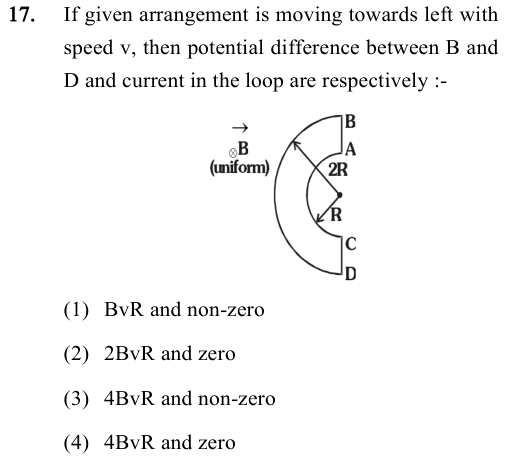 17. If given arrangement is moving towards left with
speed v, then potential difference between B and
D and current in the loop are respectively :-
B
→
⊗B
(uniform)
A
2R
R
C
D
(1) BvR and non-zero
(2) 2BvR and zero
(3) 4BvR and non-zero
(4) 4BvR and zero